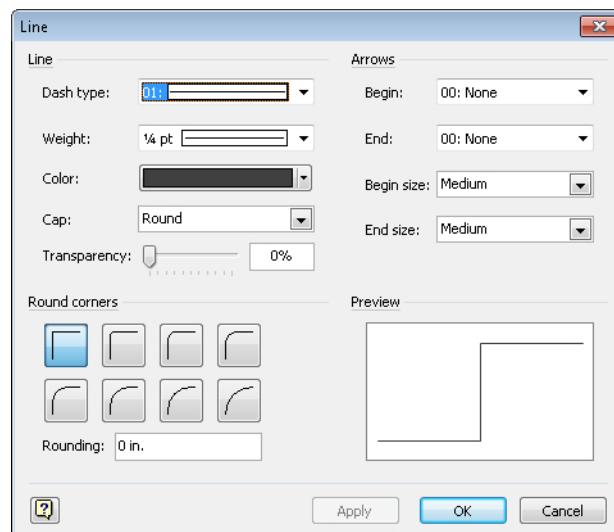 Line
Line
Dash type: 01:
Weight: ¼ pt
Color:
Cap: Round
Transparency: 0%
Arrows
Begin: 00: None
End: 00: None
Begin size: Medium
End size: Medium
Round corners
Rounding: 0 in.
Preview
Apply OK Cancel